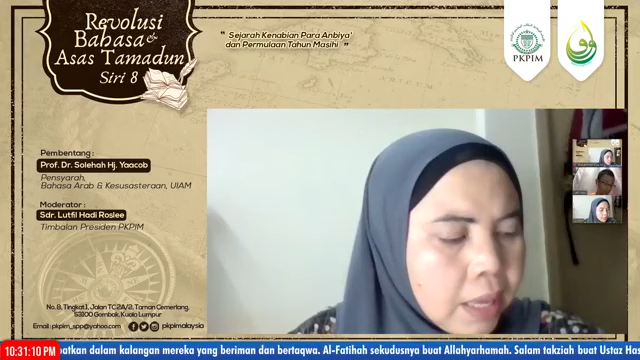 Revolusi
Bahasa &
Asas Tamadun
Siri 8
" Sejarah Kenabian Para Anbiya'
dan Permulaan Tahun Masihi "
PKPIM
Pembentang :
Prof. Dr. Solehah Hj. Yaacob
Pensyarah,
Bahasa Arab & Kesusasteraan, UIAM
Moderator :
Sdr. Lutfil Hadi Roslee
Timbalan Presiden PKPIM
No. 8, Tingkat 1, Jalan TC2A/2, Taman Cemerlang,
53100 Gombak, Kuala Lumpur
Email : pkpim_spp@yahoo.com pkpimalaysia
10:31:10 PM patkan dalam kalangan mereka yang beriman dan bertaqwa. Al-Fatihah sekudusnya buat Allahyarhamah. Salam takziah buat Ustaz Has